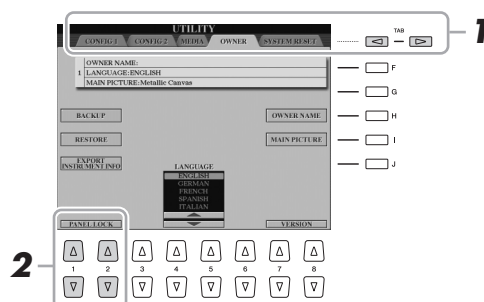 UTILITY
CONFIG 1 CONFIG 2 MEDIA OWNER SYSTEM RESET
TAB
1
OWNER NAME:
1 LANGUAGE:ENGLISH
MAIN PICTURE:Metallic Canvas
F
G
BACKUP OWNER NAME H
RESTORE MAIN PICTURE I
EXPORT
INSTRUMENT INFO
J
LANGUAGE
ENGLISH
GERMAN
FRENCH
SPANISH
ITALIAN
PANEL LOCK VERSION
2
1 2 3 4 5 6 7 8